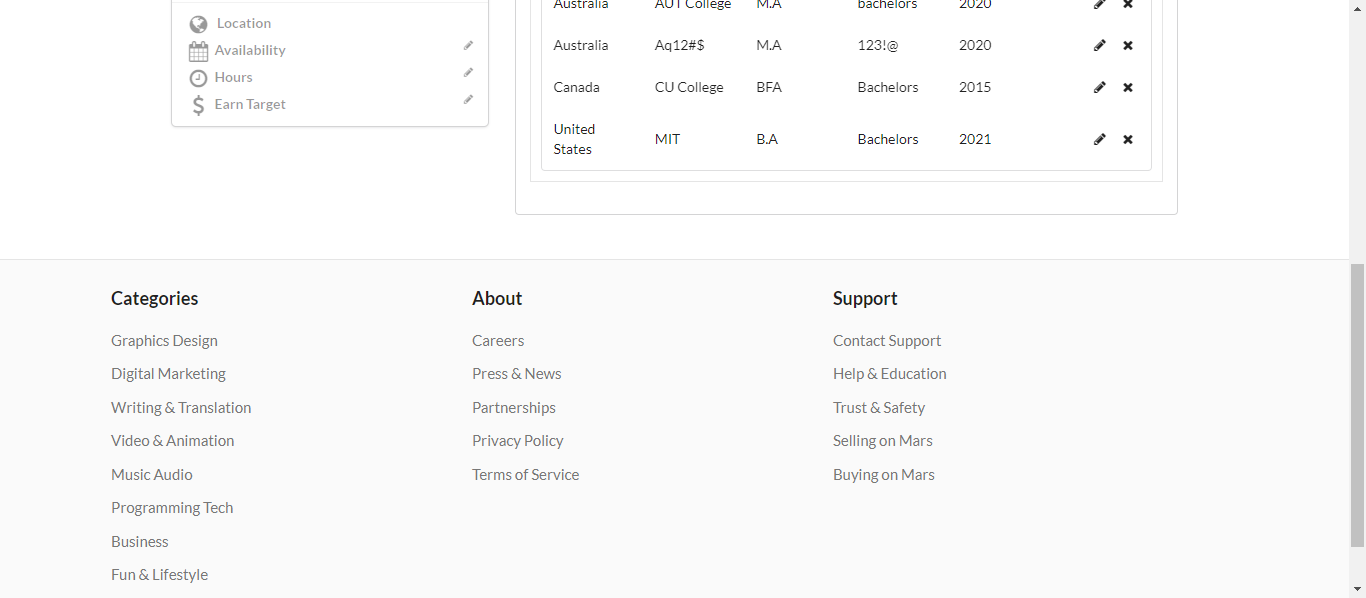 Location
Availability
Hours
Earn Target
Australia AUT College M.A bachelors 2020
Australia Aq12#$ M.A 123!@ 2020
Canada CU College BFA Bachelors 2015
United States MIT B.A Bachelors 2021
Categories
Graphics Design
Digital Marketing
Writing & Translation
Video & Animation
Music Audio
Programming Tech
Business
Fun & Lifestyle
About
Careers
Press & News
Partnerships
Privacy Policy
Terms of Service
Support
Contact Support
Help & Education
Trust & Safety
Selling on Mars
Buying on Mars